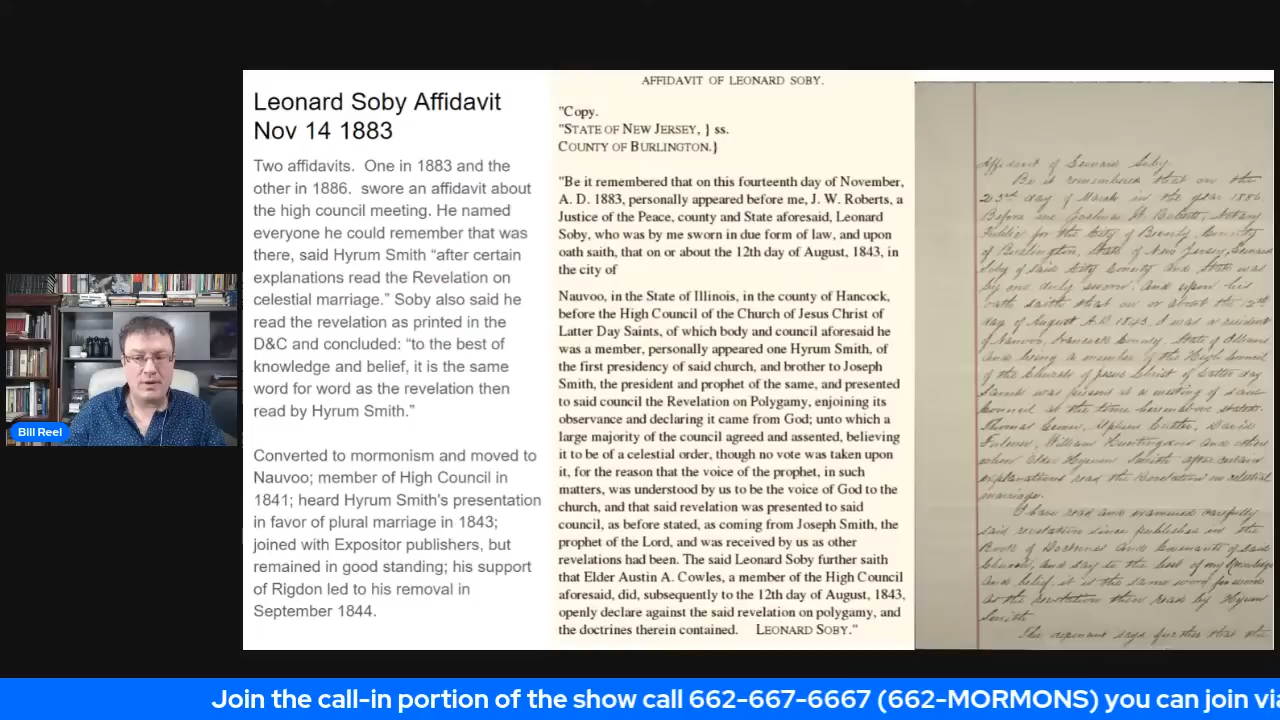 Leonard Soby Affidavit
Nov 14 1883
Two affidavits. One in 1883 and the
other in 1886. swore an affidavit about
the high council meeting. He named
everyone he could remember that was
there, said Hyrum Smith “after certain
explanations read the Revelation on
celestial marriage.” Soby also said he
read the revelation as printed in the
D&C and concluded: “to the best of
knowledge and belief, it is the same
word for word as the revelation then
read by Hyrum Smith.”
Converted to mormonism and moved to
Nauvoo; member of High Council in
1841; heard Hyrum Smith's presentation
in favor of plural marriage in 1843;
joined with Expositor publishers, but
remained in good standing; his support
of Rigdon led to his removal in
September 1844.
AFFIDAVIT OF LEONARD SOBY.
"Copy.
"STATE OF NEW JERSEY, } ss.
COUNTY OF BURLINGTON.}
"Be it remembered that on this fourteenth day of November,
A. D. 1883, personally appeared before me, J. W. Roberts, a
Justice of the Peace, county and State aforesaid, Leonard
Soby, who was by me sworn in due form of law, and upon
oath saith, that on or about the 12th day of August, 1843, in
the city of
Nauvoo, in the State of Illinois, in the county of Hancock,
before the High Council of the Church of Jesus Christ of
Latter Day Saints, of which body and council aforesaid he
was a member, personally appeared one Hyrum Smith, of
the first presidency of said church, and brother to Joseph
Smith, the president and prophet of the same, and presented
to said council the Revelation on Polygamy, enjoining its
observance and declaring it came from God; unto which a
large majority of the council agreed and assented, believing
it to be of a celestial order, though no vote was taken upon
it, for the reason that the voice of the prophet, in such
matters, was understood by us to be the voice of God to the
church, and that said revelation was presented to said
council, as before stated, as coming from Joseph Smith, the
prophet of the Lord, and was received by us as other
revelations had been. The said Leonard Soby further saith
that Elder Austin A. Cowles, a member of the High Council
aforesaid, did, subsequently to the 12th day of August, 1843,
openly declare against the said revelation on polygamy, and
the doctrines therein contained. LEONARD SOBY."
Affidavit of Leonard Soby
Be it remembered that on the
23rd day of March in the year 1886
Before me Joshua W. Notary
Public for the City of County
of Burlington, State of New Jersey, Leonard
Soby of said City County and State was
by me duly sworn and upon his
oath saith that on or about the 12th
day of August A.D. 1843. I was a resident
of Nauvoo, Hancock County, State of
and being a member of the High Council
of the Church of Jesus Christ of Latter day
Saints was present at a meeting of said
Council at the time herein above stated
Thomas William Huntington and others
when Elder Hyrum Smith after certain
explanations read the Revelation on celestial
marriage.
I have read and examined carefully
said revelation since published in the
Book of Doctrine and Covenants of said
Church, and say to the best of my knowledge
and belief, it is the same word for word
as the revelation then read by Hyrum
Smith
The deponent says further that the
Bill Reel
Join the call-in portion of the show call 662-667-6667 (662-MORMONS) you can join via